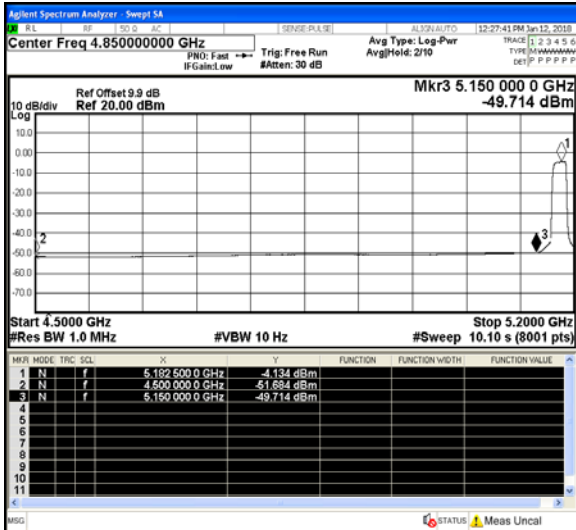 Agilent Spectrum Analyzer - Swept SA
RL RF 50 Ω AC SENSE:PULSE ALIGN AUTO 12:27:41 PM Jan 12, 2018
Center Freq 4.850000000 GHz
PNO: Fast
IFGain:Low
Trig: Free Run
#Atten: 30 dB
Avg Type: Log-Pwr
Avg|Hold: 2/10
TRACE 1 2 3 4 5 6
TYPE M
DET P P P P P P
Mkr3 5.150 000 0 GHz
-49.714 dBm
Ref Offset 9.9 dB
Ref 20.00 dBm
10 dB/div
Log
10.0
0.00
-10.0
-20.0
-30.0
-40.0
-50.0
-60.0
-70.0
1
2
3
Start 4.5000 GHz
Stop 5.2000 GHz
#Res BW 1.0 MHz
#VBW 10 Hz
#Sweep 10.10 s (8001 pts)
MKR MODE TRC SCL X Y FUNCTION FUNCTION WIDTH FUNCTION VALUE
1 N f 5.182 500 0 GHz -4.134 dBm
2 N f 4.500 000 0 GHz -51.684 dBm
3 N f 5.150 000 0 GHz -49.714 dBm
4
5
6
7
8
9
10
11
MSG
STATUS
Meas Uncal